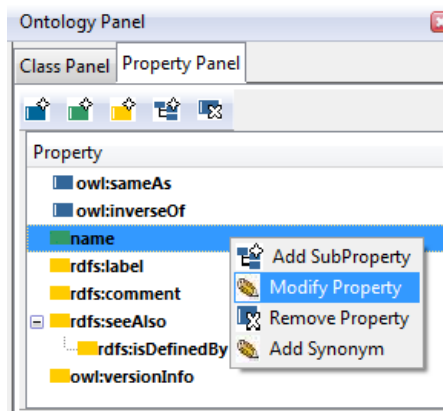 Ontology Panel
Class Panel Property Panel
Property
owl:sameAs
owl:inverseOf
name
rdfs:label
rdfs:comment
rdfs:seeAlso
rdfs:isDefinedBy
owl:versionInfo
Add SubProperty
Modify Property
Remove Property
Add Synonym